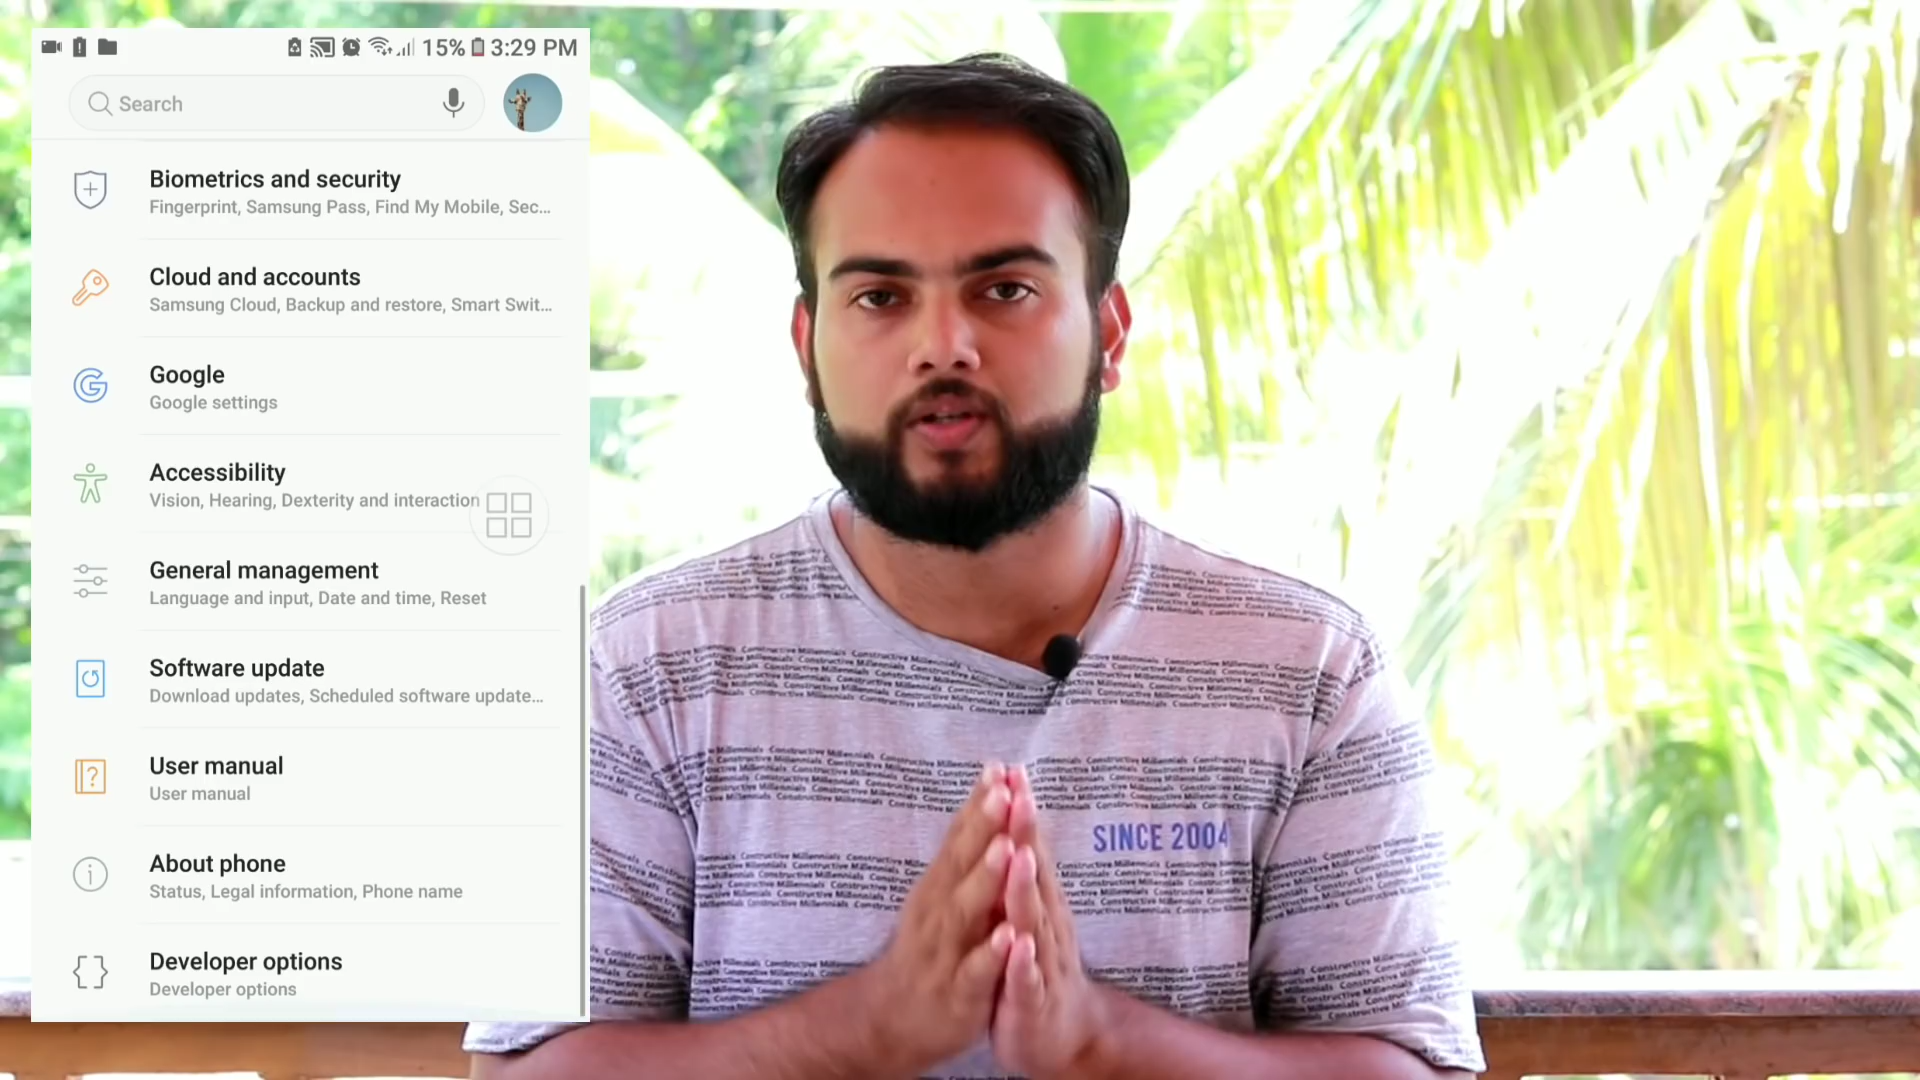 15% 3:29 PM
Search
Biometrics and security
Fingerprint, Samsung Pass, Find My Mobile, Sec...
Cloud and accounts
Samsung Cloud, Backup and restore, Smart Swit...
Google
Google settings
Accessibility
Vision, Hearing, Dexterity and interaction
General management
Language and input, Date and time, Reset
Software update
Download updates, Scheduled software update...
User manual
User manual
About phone
Status, Legal information, Phone name
Developer options
Developer options
SINCE 2004
Constructive Millennials